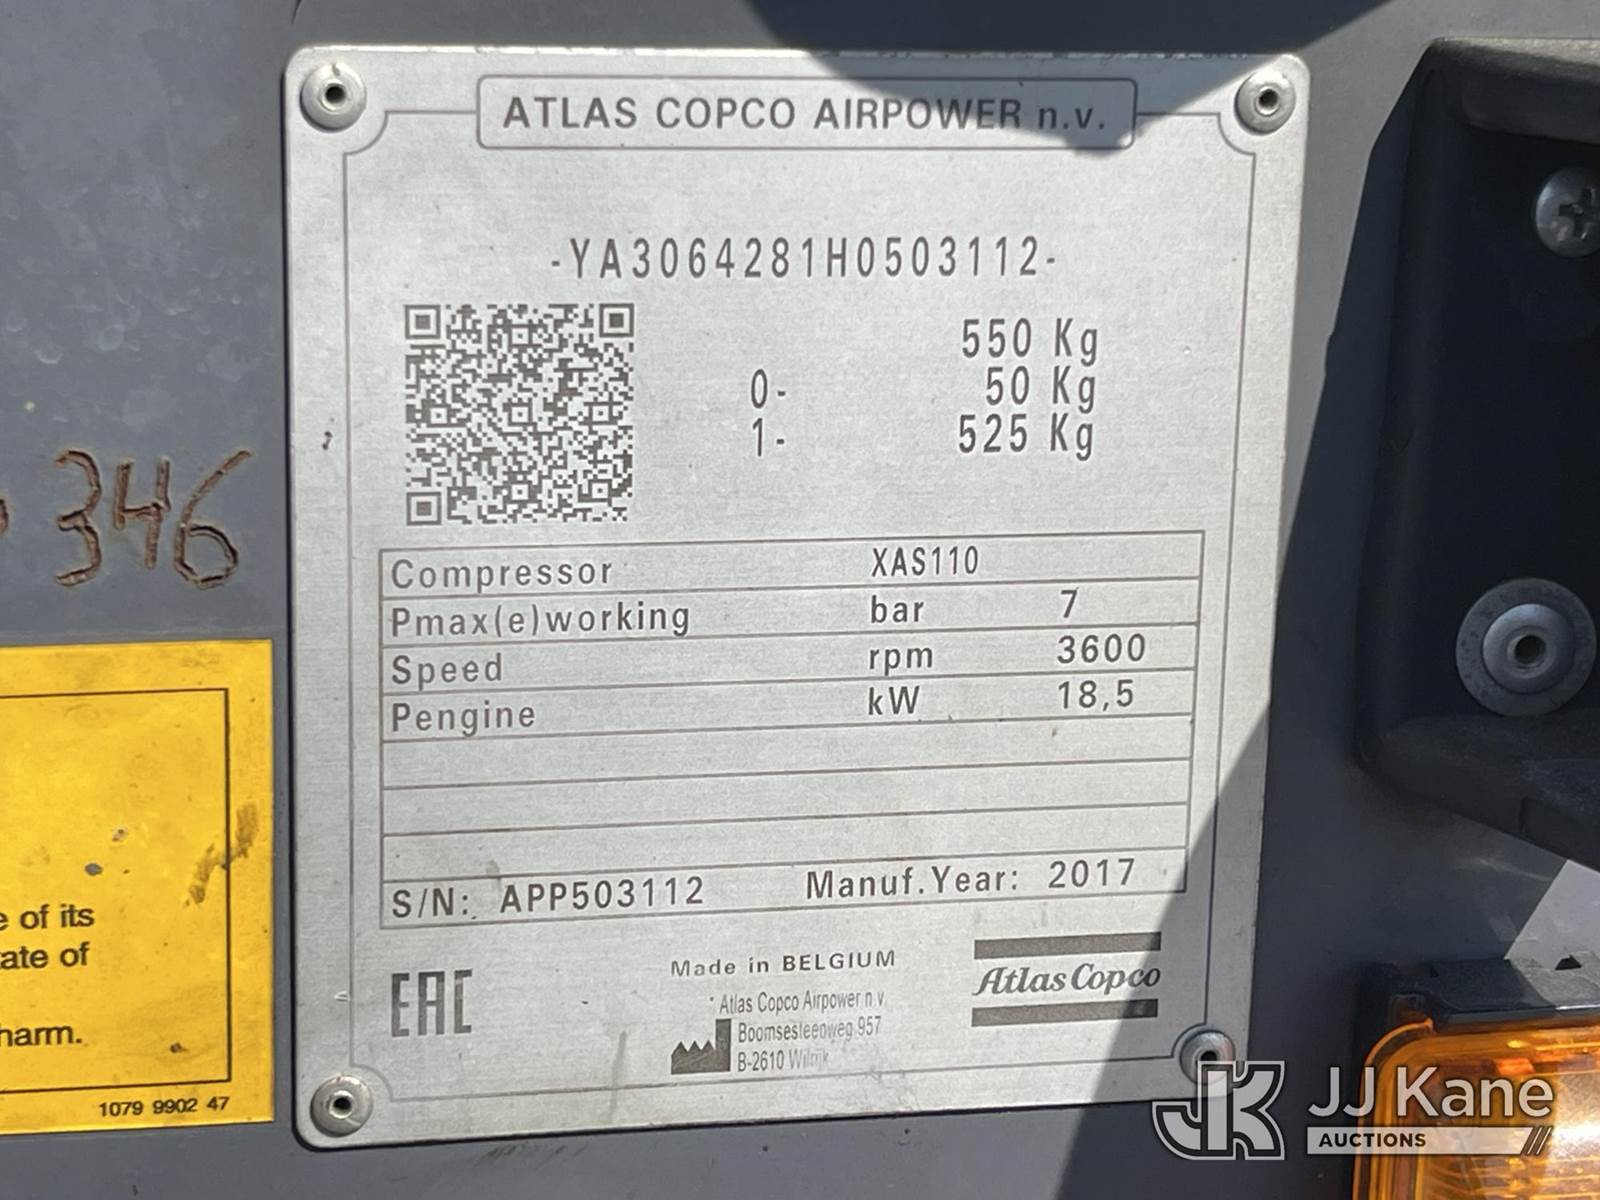 ATLAS COPCO AIRPOWER n.v.
-YA3064281H0503112-
550 Kg
0- 50 Kg
1- 525 Kg
346
Compressor XAS110
Pmax(e)working bar 7
Speed rpm 3600
Pengine kW 18,5
S/N: APP503112 Manuf.Year: 2017
EAC
Made in BELGIUM
Atlas Copco Airpower n.v.
Boomsesteenweg 957
B-2610 Wilrijk
Atlas Copco
of its
of
harm.
1079 9902 47
JK JJ Kane
AUCTIONS